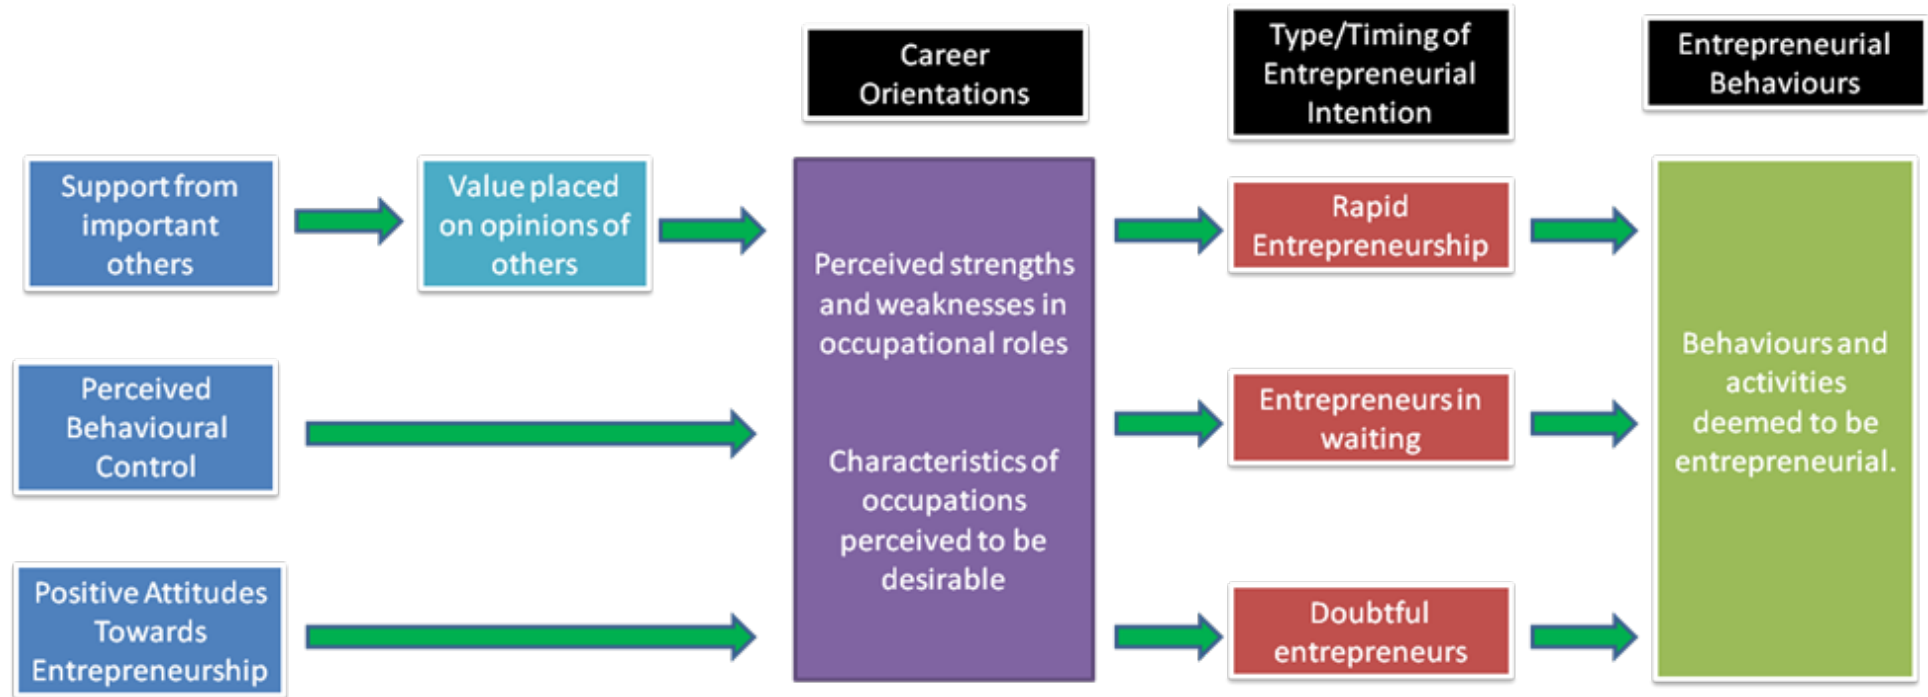 Career
Orientations
Type/Timing of
Entrepreneurial
Intention
Entrepreneurial
Behaviours
Support from
important
others
Value placed
on opinions of
others
Perceived strengths
and weaknesses in
occupational roles
Characteristics of
occupations
perceived to be
desirable
Rapid
Entrepreneurship
Behaviours and
activities
deemed to be
entrepreneurial.
Perceived
Behavioural
Control
Entrepreneurs in
waiting
Positive Attitudes
Towards
Entrepreneurship
Doubtful
entrepreneurs